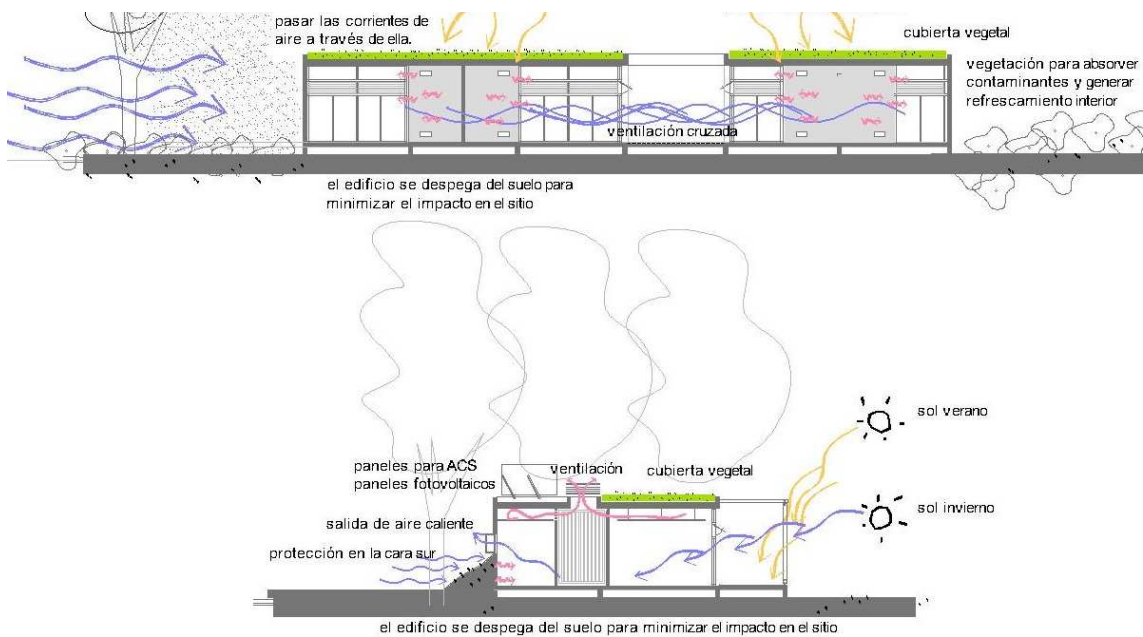 pasar las corrientes de
aire a través de ella.
cubierta vegetal
vegetación para absorver
contaminantes y generar
refrescamiento interior
ventilación cruzada
el edificio se despega del suelo para
minimizar el impacto en el sitio
sol verano
paneles para ACS
paneles fotovoltaicos
ventilación
cubierta vegetal
sol invierno
salida de aire caliente
protección en la cara sur
el edificio se despega del suelo para minimizar el impacto en el sitio